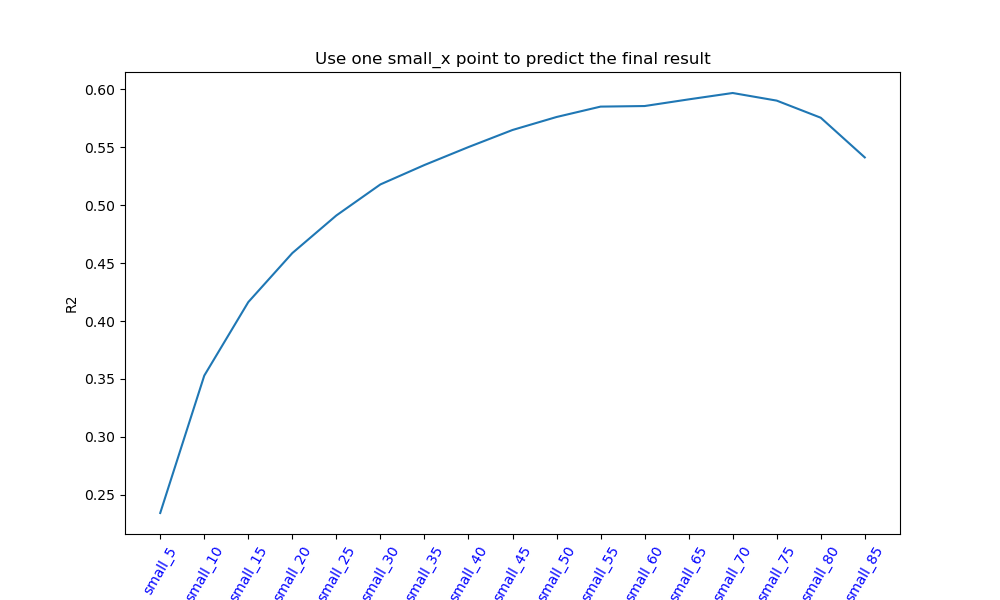 Use one small_x point to predict the final result
0.60
0.55
0.50
0.45
0.40
0.35
0.30
0.25
R2
small_5
small_10
small_15
small_20
small_25
small_30
small_35
small_40
small_45
small_50
small_55
small_60
small_65
small_70
small_75
small_80
small_85